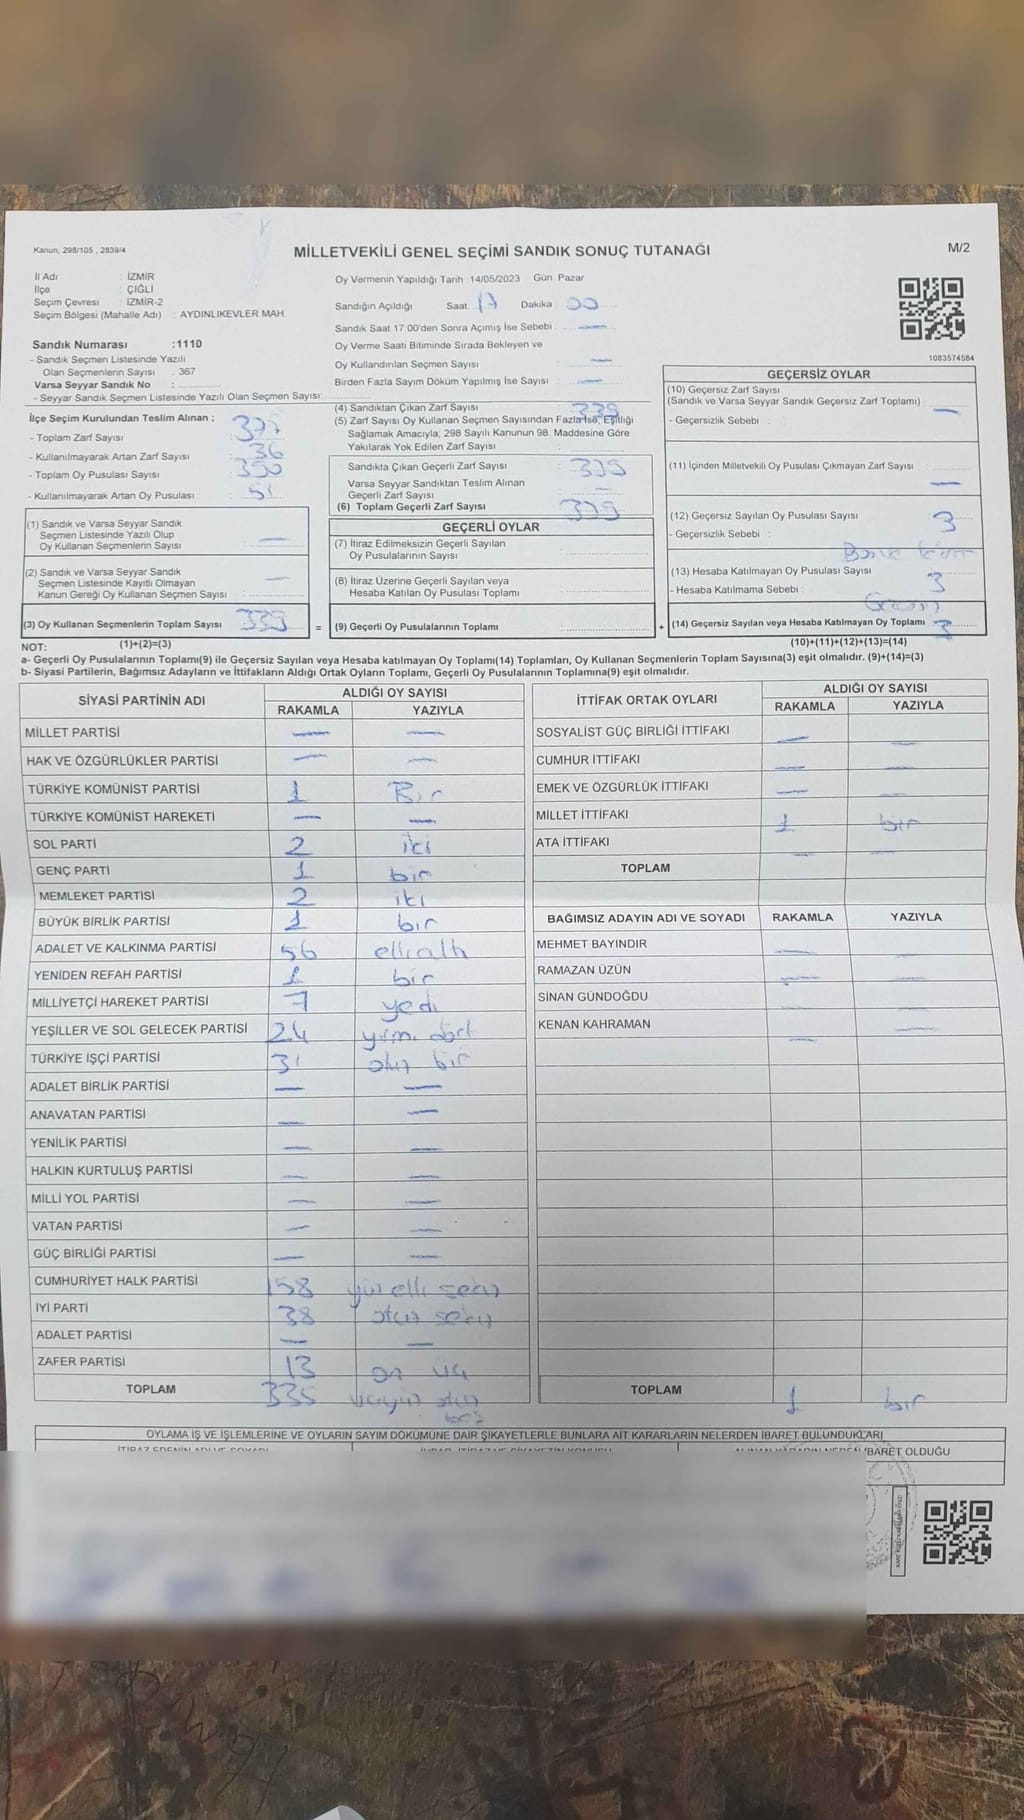 Kanun; 298/105 , 2839/4
MİLLETVEKİLİ GENEL SEÇİMİ SANDIK SONUÇ TUTANAĞI
M/2
İl Adı : İZMİR
İlçe : ÇİĞLİ
Seçim Çevresi : İZMİR-2
Seçim Bölgesi (Mahalle Adı) : AYDINLIKEVLER MAH
Oy Vermenin Yapıldığı Tarih :14/05/2023 Gün: Pazar
Sandığın Açıldığı Saat: 17 Dakika : 00
Sandık Saat 17:00'den Sonra Açımış İse Sebebi : —
Oy Verme Saati Bitiminde Sırada Bekleyen ve
Oy Kullandırılan Seçmen Sayısı —
Birden Fazla Sayım Döküm Yapılmış İse Sayısı : —
1083574584
Sandık Numarası :1110
- Sandık Seçmen Listesinde Yazılı
Olan Seçmenlerin Sayısı : 367
Varsa Seyyar Sandık No :
- Seyyar Sandık Seçmen Listesinde Yazılı Olan Seçmen Sayısı:
İlçe Seçim Kurulundan Teslim Alınan ;
- Toplam Zarf Sayısı
- Kullanılmayarak Artan Zarf Sayısı 36
- Toplam Oy Pusulası Sayısı
- Kullanılmayarak Artan Oy Pusulası 51
(1) Sandık ve Varsa Seyyar Sandık
Seçmen Listesinde Yazılı Olup
Oy Kullanan Seçmenlerin Sayısı —
(2) Sandık ve Varsa Seyyar Sandık
Seçmen Listesinde Kayıtlı Olmayan
Kanun Gereği Oy Kullanan Seçmen Sayısı : —
(3) Oy Kullanan Seçmenlerin Toplam Sayısı 339 =
(4) Sandıktan Çıkan Zarf Sayısı 339
(5) Zarf Sayısı Oy Kullanan Seçmen Sayısından Fazla İse, Eşitliği
Sağlamak Amacıyla; 298 Sayılı Kanunun 98. Maddesine Göre
Yakılarak Yok Edilen Zarf Sayısı
Sandıkta Çıkan Geçerli Zarf Sayısı 339
Varsa Seyyar Sandıktan Teslim Alınan
Geçerli Zarf Sayısı —
(6) Toplam Geçerli Zarf Sayısı 339
GEÇERLİ OYLAR
(7) İtiraz Edilmeksizin Geçerli Sayılan
Oy Pusulalarının Sayısı
(8) İtiraz Üzerine Geçerli Sayılan veya
Hesaba Katılan Oy Pusulası Toplamı
(9) Geçerli Oy Pusulalarının Toplamı +
GEÇERSİZ OYLAR
(10) Geçersiz Zarf Sayısı
(Sandık ve Varsa Seyyar Sandık Geçersiz Zarf Toplamı) : —
- Geçersizlik Sebebi :
(11) İçinden Milletvekili Oy Pusulası Çıkmayan Zarf Sayısı —
(12) Geçersiz Sayılan Oy Pusulası Sayısı 3
- Geçersizlik Sebebi :
(13) Hesaba Katılmayan Oy Pusulası Sayısı 3
- Hesaba Katılmama Sebebi :
(14) Geçersiz Sayılan veya Hesaba Katılmayan Oy Toplamı 3
NOT: (1)+(2)=(3) (10)+(11)+(12)+(13)=(14)
a- Geçerli Oy Pusulalarının Toplamı(9) ile Geçersiz Sayılan veya Hesaba katılmayan Oy Toplamı(14) Toplamları, Oy Kullanan Seçmenlerin Toplam Sayısına(3) eşit olmalıdır. (9)+(14)=(3)
b- Siyasi Partilerin, Bağımsız Adayların ve İttifakların Aldığı Ortak Oyların Toplamı, Geçerli Oy Pusulalarının Toplamına(9) eşit olmalıdır.
SİYASİ PARTİNİN ADI ALDIĞI OY SAYISI
RAKAMLA YAZIYLA
MİLLET PARTİSİ — —
HAK VE ÖZGÜRLÜKLER PARTİSİ — —
TÜRKİYE KOMÜNİST PARTİSİ 1 Bir
TÜRKİYE KOMÜNİST HAREKETİ — —
SOL PARTİ 2 iki
GENÇ PARTİ 1 bir
MEMLEKET PARTİSİ 2 iki
BÜYÜK BİRLİK PARTİSİ 1 bir
ADALET VE KALKINMA PARTİSİ 56 elli altı
YENİDEN REFAH PARTİSİ 1 bir
MİLLİYETÇİ HAREKET PARTİSİ 7 yedi
YEŞİLLER VE SOL GELECEK PARTİSİ 24 yirmi dört
TÜRKİYE İŞÇİ PARTİSİ 31 otuz bir
ADALET BİRLİK PARTİSİ — —
ANAVATAN PARTİSİ — —
YENİLİK PARTİSİ — —
HALKIN KURTULUŞ PARTİSİ — —
MİLLİ YOL PARTİSİ — —
VATAN PARTİSİ — —
GÜÇ BİRLİĞİ PARTİSİ — —
CUMHURİYET HALK PARTİSİ 158 yüz elli sekiz
İYİ PARTİ 38 otuz sekiz
ADALET PARTİSİ — —
ZAFER PARTİSİ 13 on üç
TOPLAM 335 üçyüz otuz
beş
İTTİFAK ORTAK OYLARI ALDIĞI OY SAYISI
RAKAMLA YAZIYLA
SOSYALİST GÜÇ BİRLİĞİ İTTİFAKI — —
CUMHUR İTTİFAKI — —
EMEK VE ÖZGÜRLÜK İTTİFAKI — —
MİLLET İTTİFAKI 1 bir
ATA İTTİFAKI — —
TOPLAM
BAĞIMSIZ ADAYIN ADI VE SOYADI RAKAMLA YAZIYLA
MEHMET BAYINDIR — —
RAMAZAN ÜZÜN — —
SİNAN GÜNDOĞDU — —
KENAN KAHRAMAN — —
TOPLAM 1 bir
OYLAMA İŞ VE İŞLEMLERİNE VE OYLARIN SAYIM DÖKÜMÜNE DAİR ŞİKAYETLERLE BUNLARA AİT KARARLARIN NELERDEN İBARET BULUNDUKLARI
İTİRAZ EDENİN ADI VE SOYADI
İBARET OLDUĞU